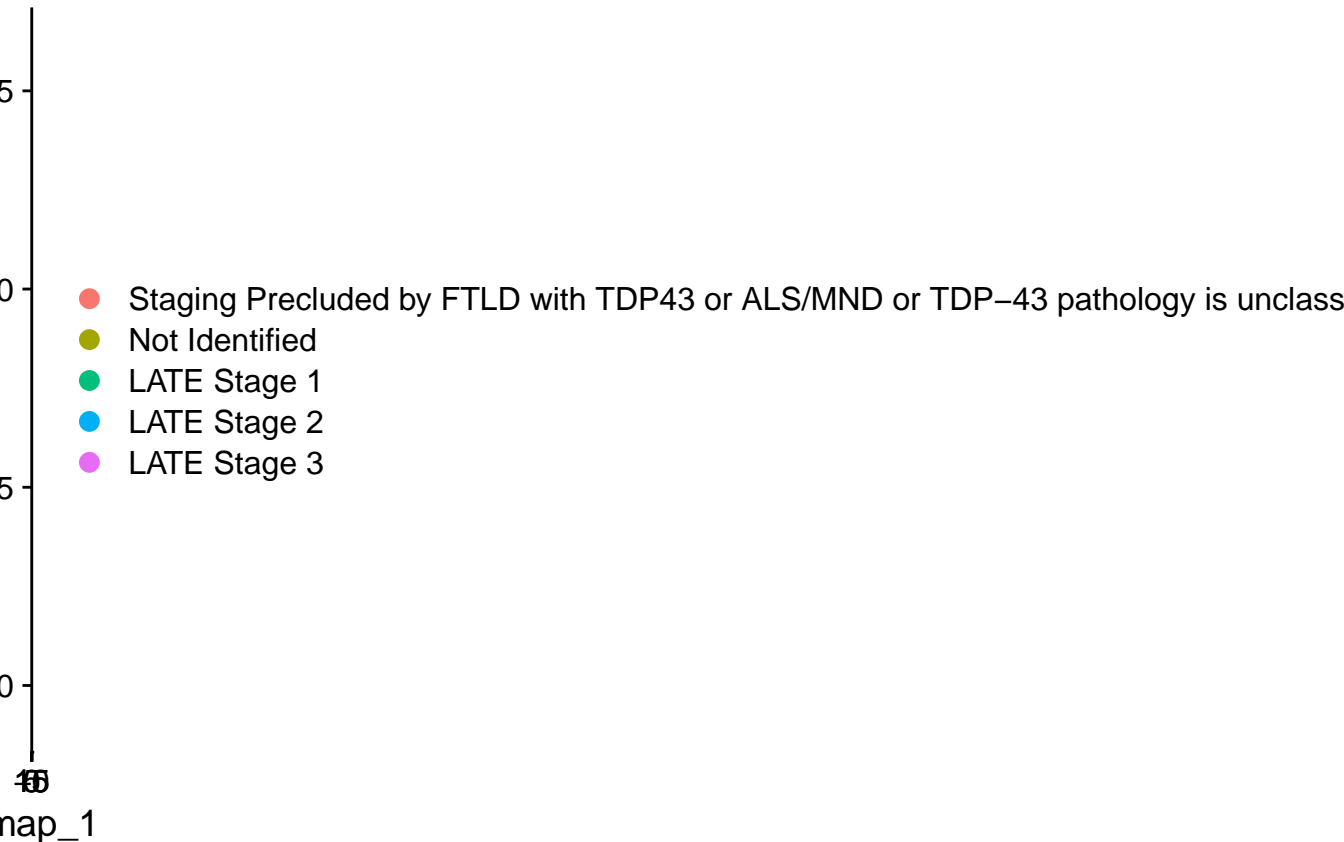 5
0
Staging Precluded by FTLD with TDP43 or ALS/MND or TDP−43 pathology is unclass
Not Identified
LATE Stage 1
LATE Stage 2
LATE Stage 3
5
0
map_1